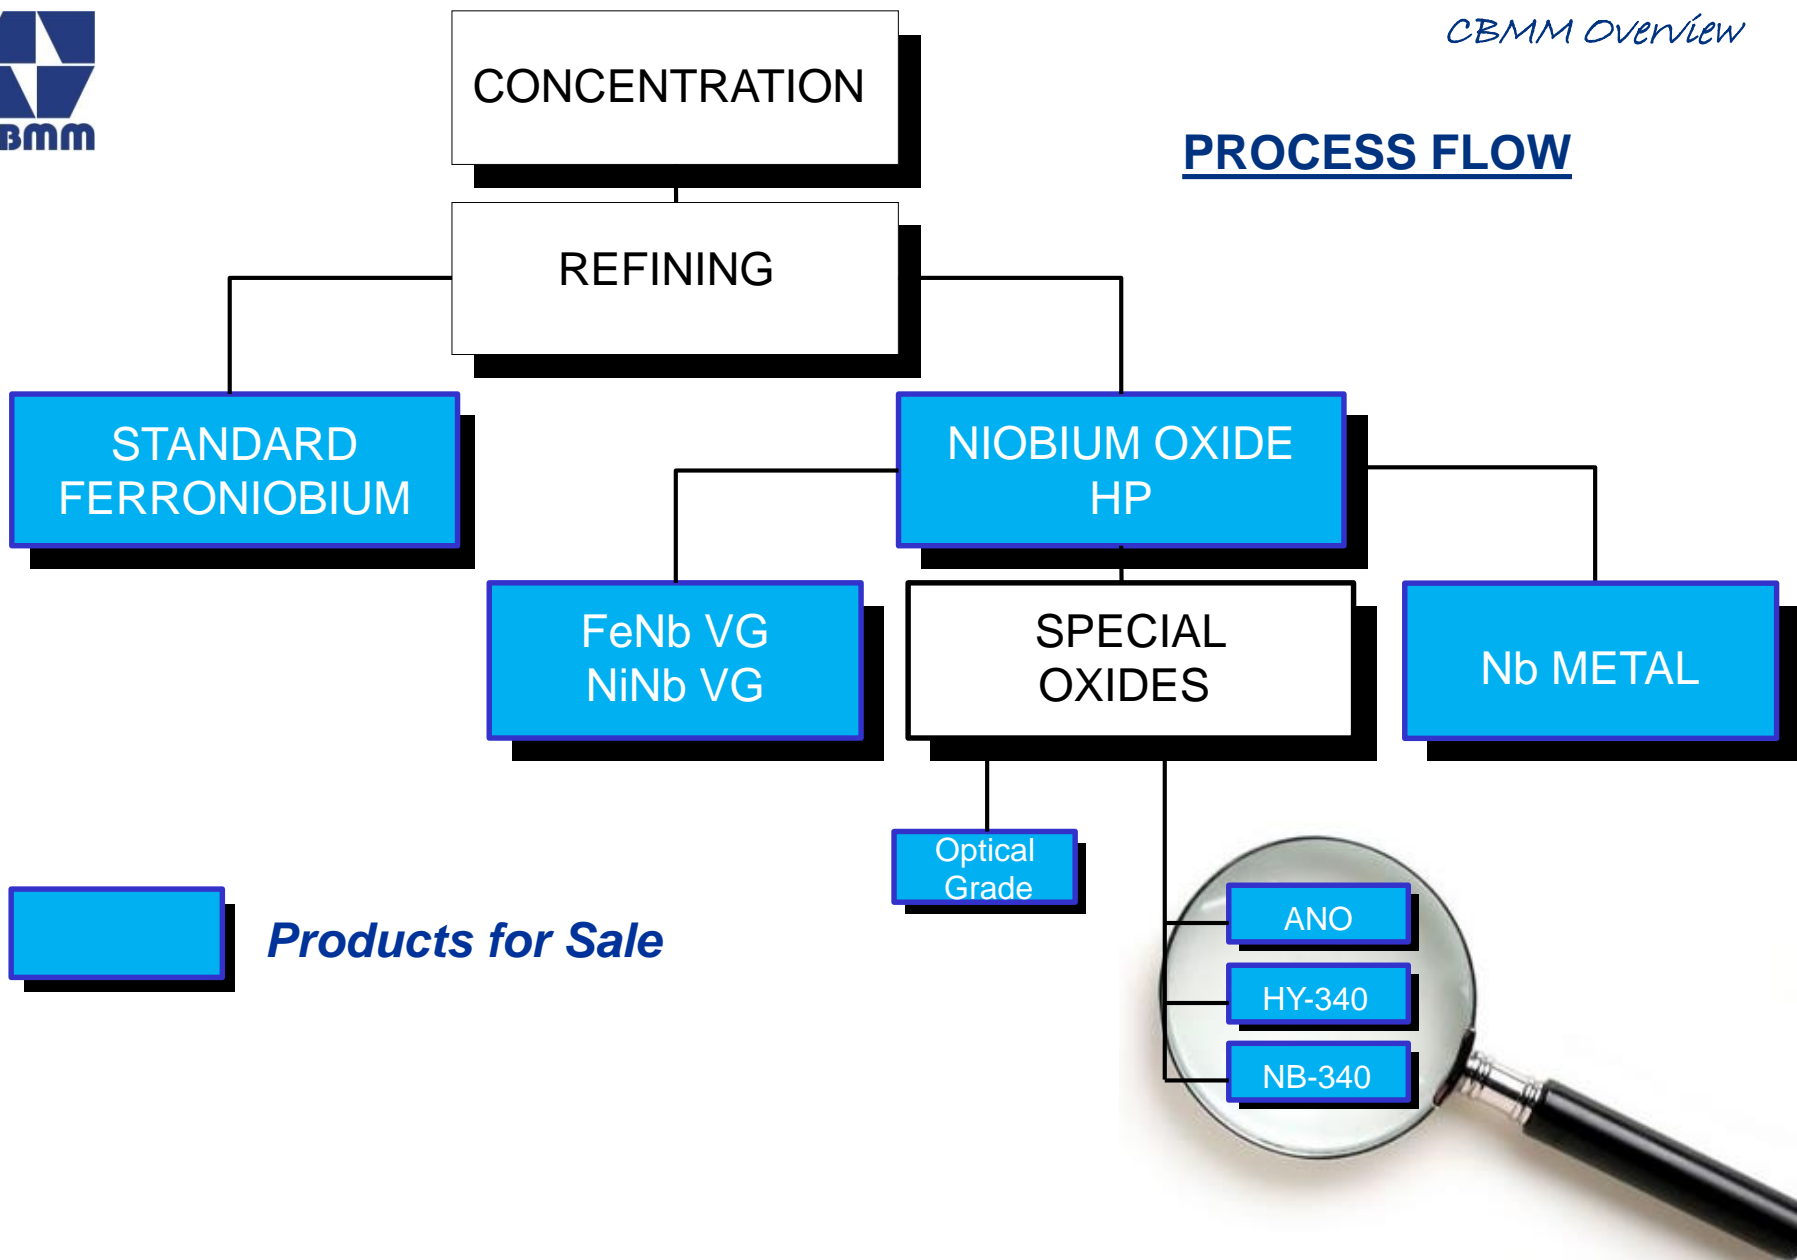 CBMM Overview
BMM
CONCENTRATION
PROCESS FLOW
REFINING
STANDARD
FERRONIOBIUM
NIOBIUM OXIDE
HP
FeNb VG
NiNb VG
SPECIAL
OXIDES
Nb METAL
Optical
Grade
ANO
HY-340
NB-340
Products for Sale